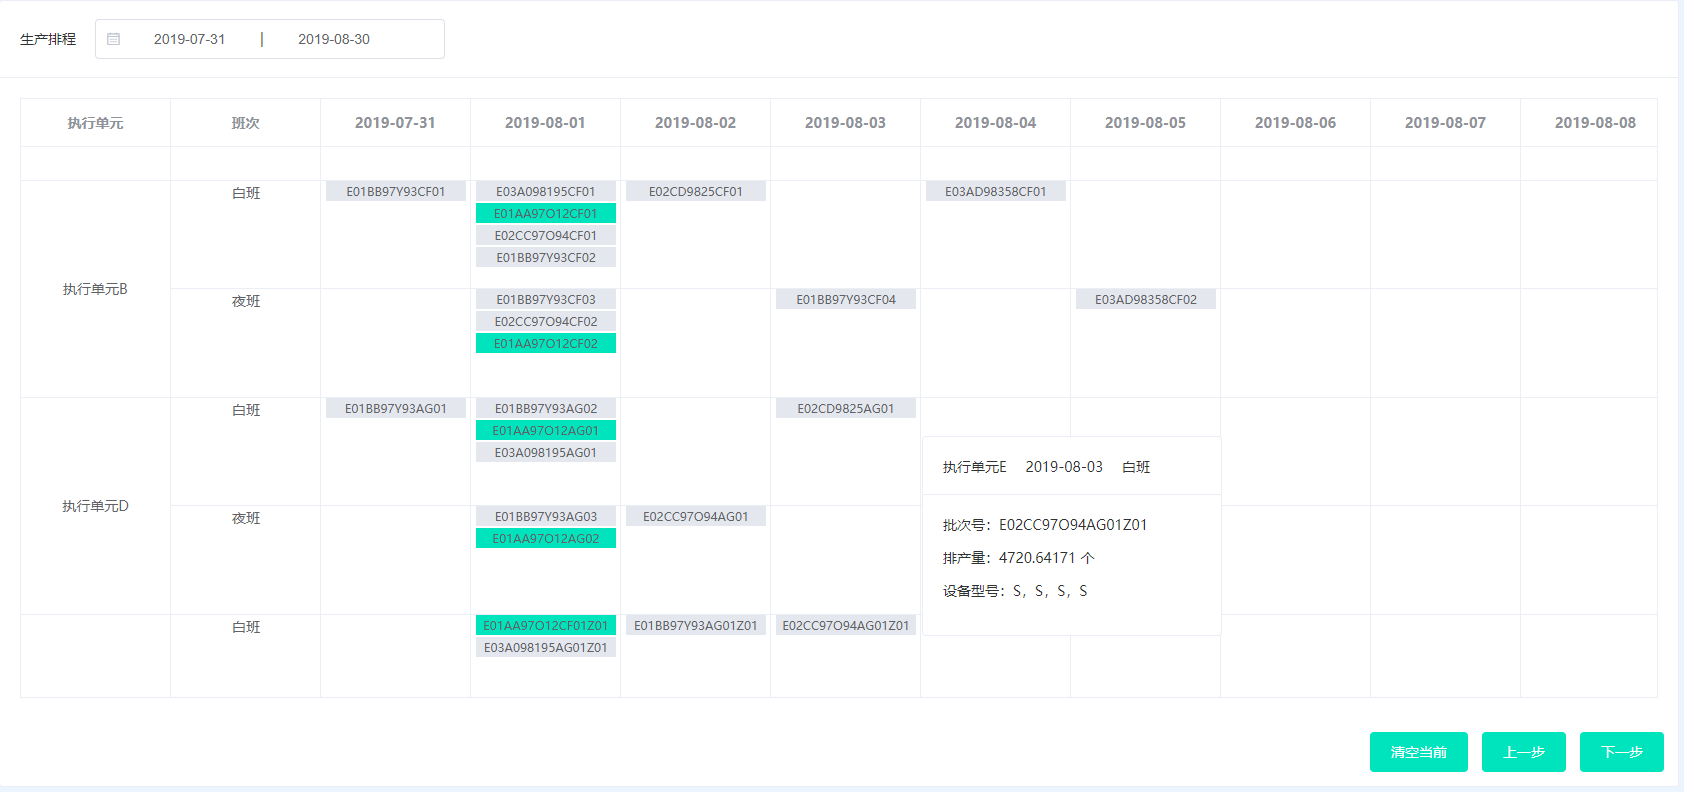 生产排程 2019-07-31 | 2019-08-30
执行单元 班次 2019-07-31 2019-08-01 2019-08-02 2019-08-03 2019-08-04 2019-08-05 2019-08-06 2019-08-07 2019-08-08
白班 E01BB97Y93CF01 E03A098195CF01 E02CD9825CF01 E03AD98358CF01
E01AA97O12CF01
E02CC97O94CF01
E01BB97Y93CF02
执行单元B
夜班 E01BB97Y93CF03 E01BB97Y93CF04 E03AD98358CF02
E02CC97O94CF02
E01AA97O12CF02
白班 E01BB97Y93AG01 E01BB97Y93AG02 E02CD9825AG01
E01AA97O12AG01
E03A098195AG01
执行单元D
夜班 E01BB97Y93AG03 E02CC97O94AG01
E01AA97O12AG02
白班 E01AA97O12CF01Z01 E01BB97Y93AG01Z01 E02CC97O94AG01Z01
E03A098195AG01Z01
执行单元E 2019-08-03 白班
批次号：E02CC97O94AG01Z01
排产量：4720.64171 个
设备型号：S，S，S，S
清空当前 上一步 下一步